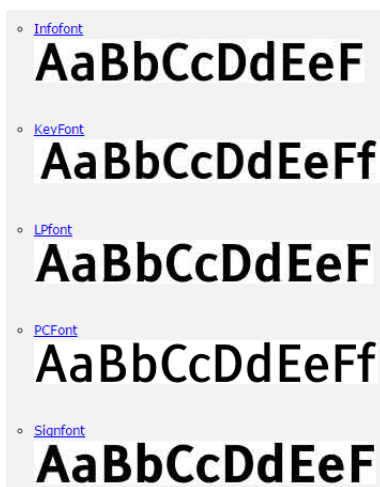 Infofont
AaBbCcDdEeF
KeyFont
AaBbCcDdEeFf
LPfont
AaBbCcDdEeF
PCFont
AaBbCcDdEeFf
Signfont
AaBbCcDdEeF